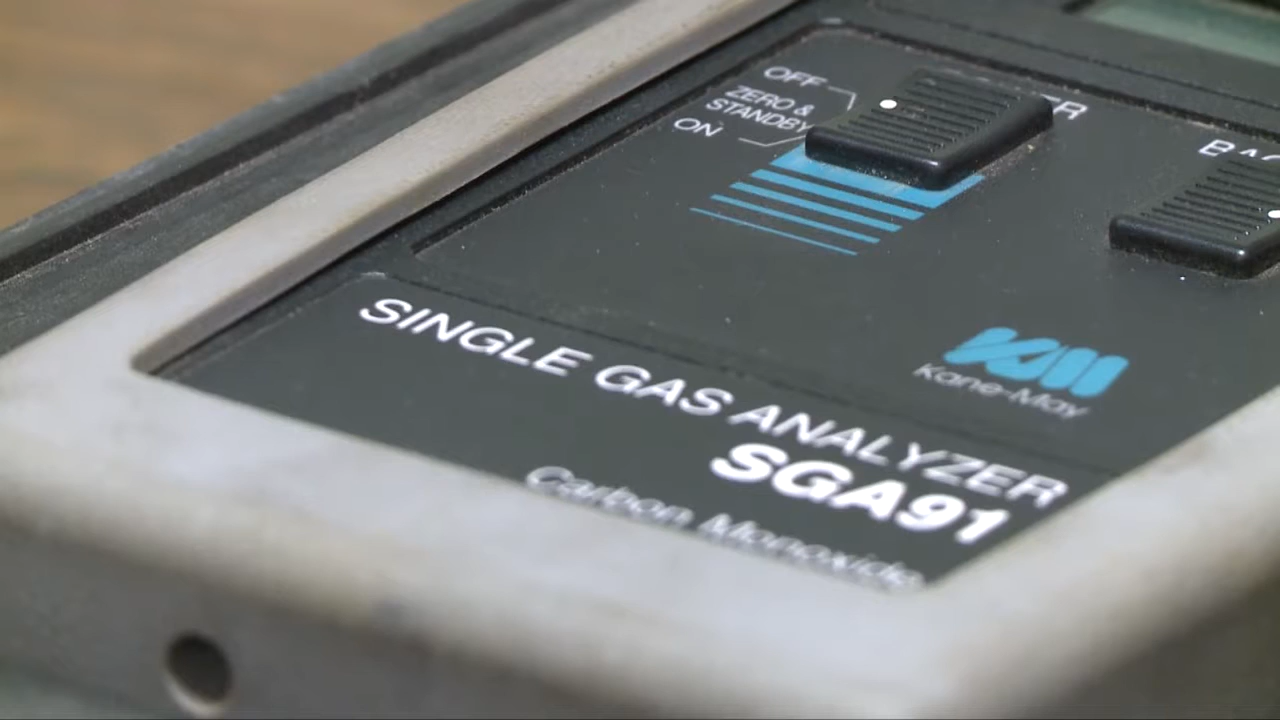 OFF
ZERO &
STANDBY
ON
Kane-May
SINGLE GAS ANALYZER
SGA91
Carbon Monoxide